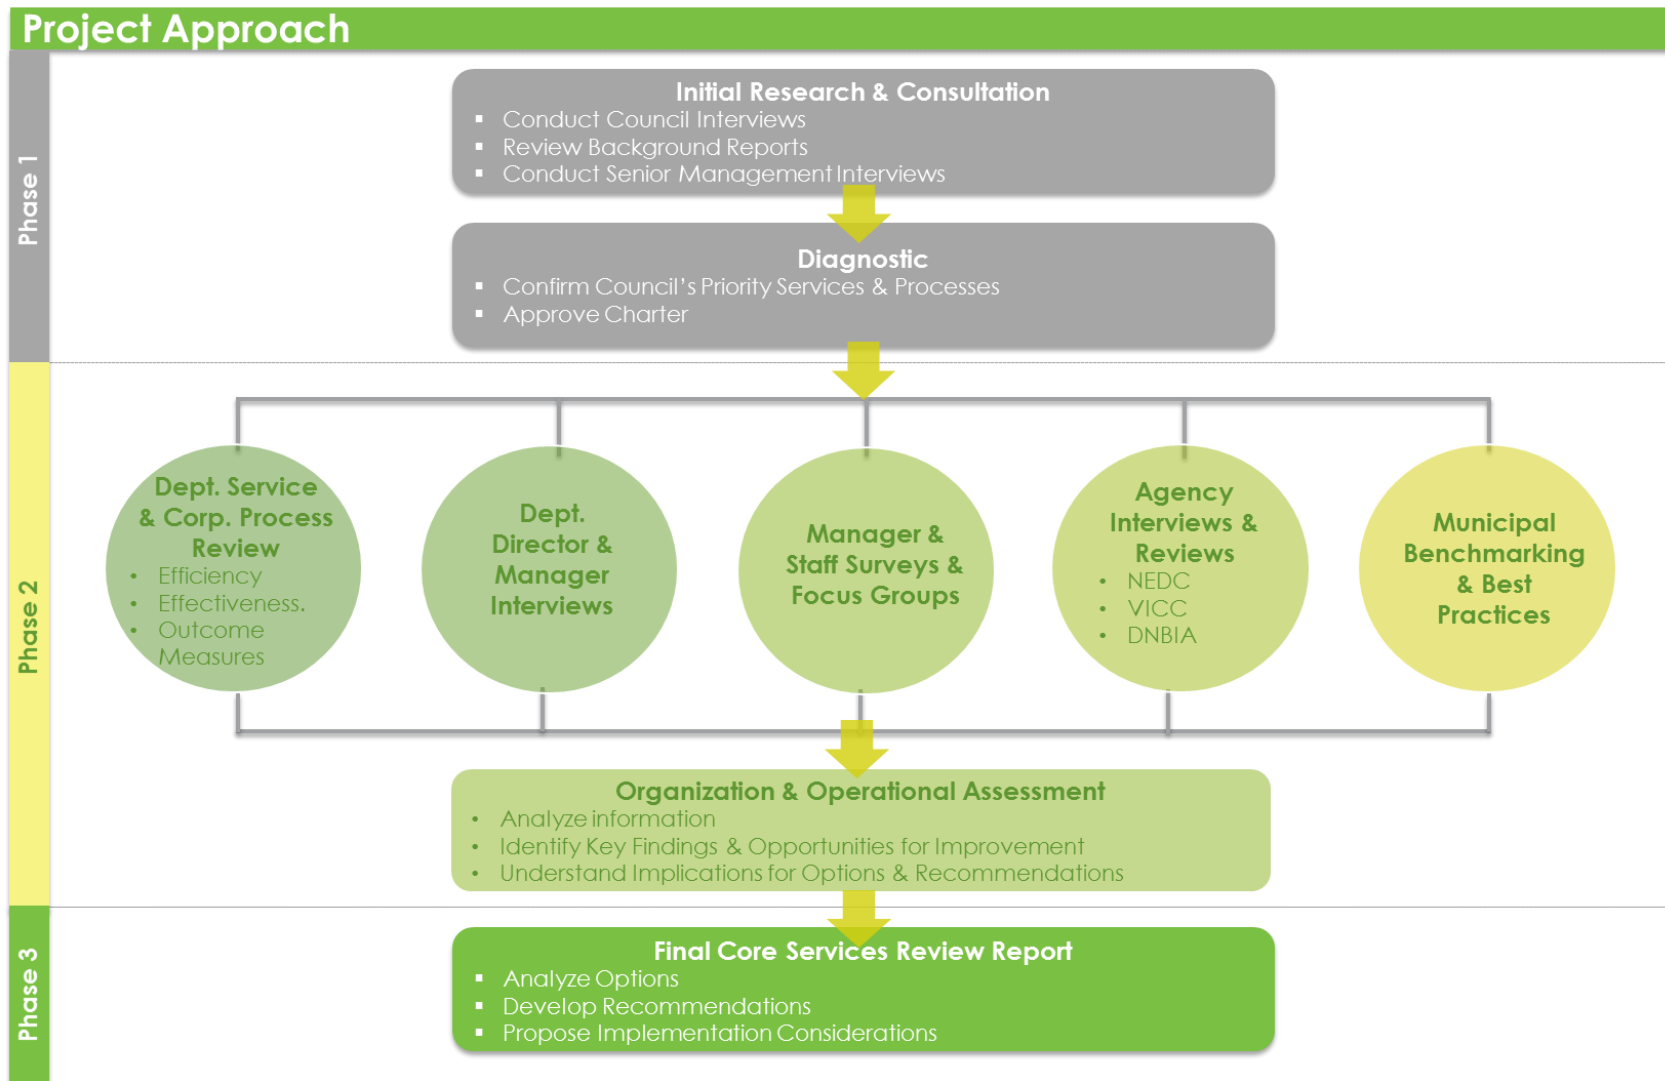 Project Approach
Phase 1
Initial Research & Consultation
▪ Conduct Council Interviews
▪ Review Background Reports
▪ Conduct Senior Management Interviews
Diagnostic
▪ Confirm Council's Priority Services & Processes
▪ Approve Charter
Phase 2
Dept. Service
& Corp. Process
Review
• Efficiency
• Effectiveness.
• Outcome
Measures
Dept.
Director &
Manager
Interviews
Manager &
Staff Surveys &
Focus Groups
Agency
Interviews &
Reviews
• NEDC
• VICC
• DNBIA
Municipal
Benchmarking
& Best
Practices
Organization & Operational Assessment
• Analyze information
• Identify Key Findings & Opportunities for Improvement
• Understand Implications for Options & Recommendations
Phase 3
Final Core Services Review Report
▪ Analyze Options
▪ Develop Recommendations
▪ Propose Implementation Considerations